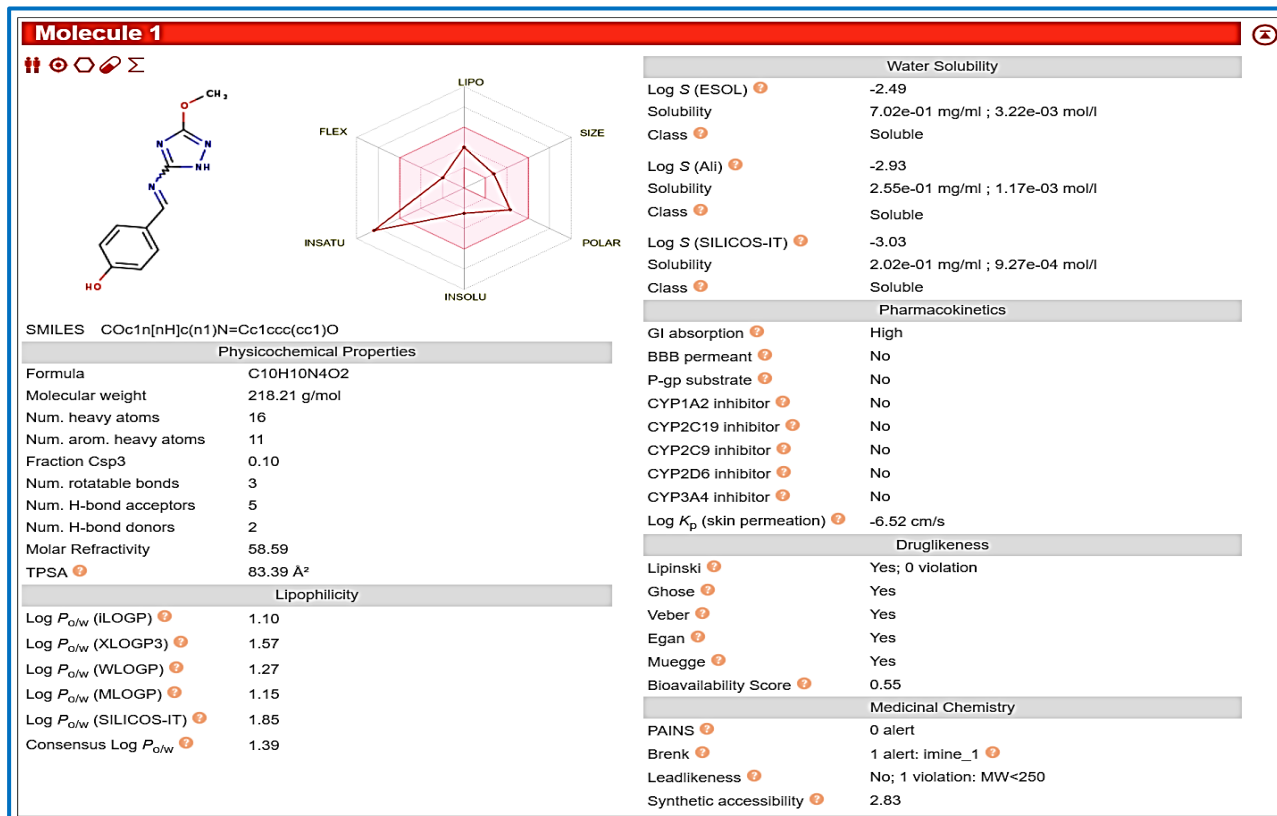 Molecule 1
LIPO
SIZE
POLAR
INSOLU
INSATU
FLEX
O
CH3
N
N
NH
N
HO
SMILES COc1n[nH]c(n1)N=Cc1ccc(cc1)O
Physicochemical Properties
Formula C10H10N4O2
Molecular weight 218.21 g/mol
Num. heavy atoms 16
Num. arom. heavy atoms 11
Fraction Csp3 0.10
Num. rotatable bonds 3
Num. H-bond acceptors 5
Num. H-bond donors 2
Molar Refractivity 58.59
TPSA ? 83.39 Å²
Lipophilicity
Log Po/w (iLOGP) ? 1.10
Log Po/w (XLOGP3) ? 1.57
Log Po/w (WLOGP) ? 1.27
Log Po/w (MLOGP) ? 1.15
Log Po/w (SILICOS-IT) ? 1.85
Consensus Log Po/w ? 1.39
Water Solubility
Log S (ESOL) ? -2.49
Solubility 7.02e-01 mg/ml ; 3.22e-03 mol/l
Class ? Soluble
Log S (Ali) ? -2.93
Solubility 2.55e-01 mg/ml ; 1.17e-03 mol/l
Class ? Soluble
Log S (SILICOS-IT) ? -3.03
Solubility 2.02e-01 mg/ml ; 9.27e-04 mol/l
Class ? Soluble
Pharmacokinetics
GI absorption ? High
BBB permeant ? No
P-gp substrate ? No
CYP1A2 inhibitor ? No
CYP2C19 inhibitor ? No
CYP2C9 inhibitor ? No
CYP2D6 inhibitor ? No
CYP3A4 inhibitor ? No
Log Kp (skin permeation) ? -6.52 cm/s
Druglikeness
Lipinski ? Yes; 0 violation
Ghose ? Yes
Veber ? Yes
Egan ? Yes
Muegge ? Yes
Bioavailability Score ? 0.55
Medicinal Chemistry
PAINS ? 0 alert
Brenk ? 1 alert: imine_1 ?
Leadlikeness ? No; 1 violation: MW<250
Synthetic accessibility ? 2.83